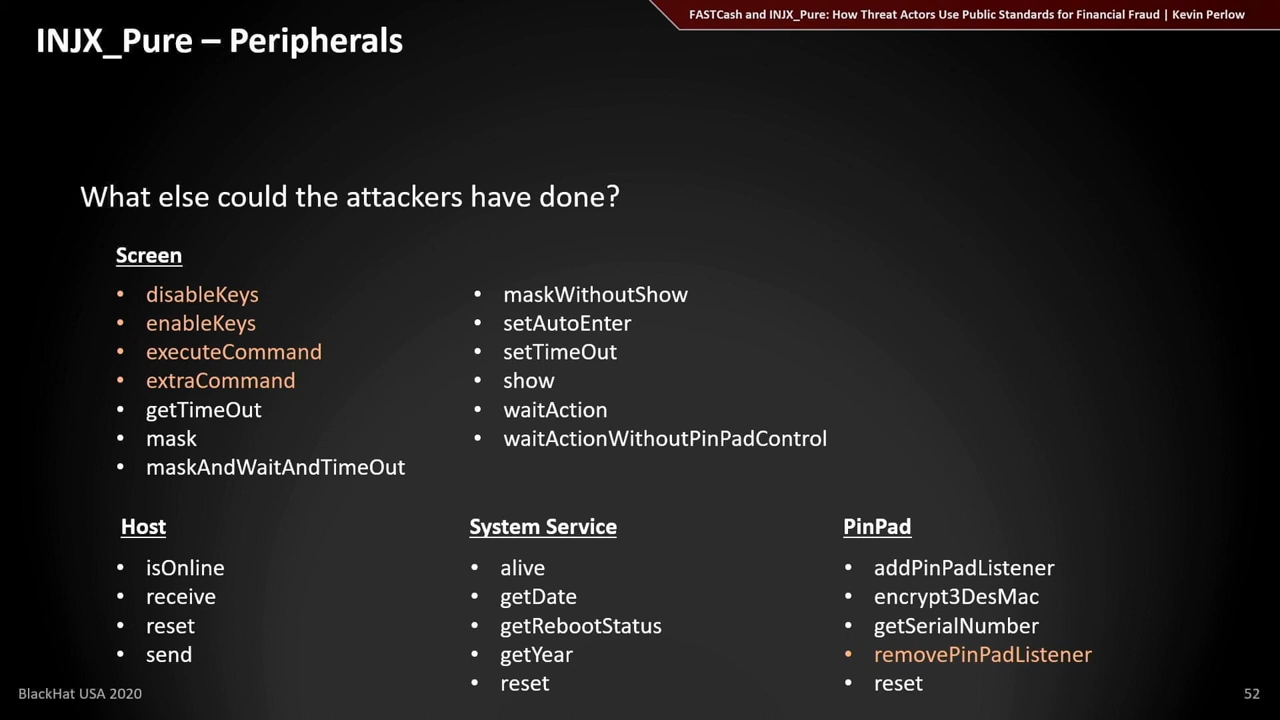 FASTCash and INJX_Pure: How Threat Actors Use Public Standards for Financial Fraud | Kevin Perlow
INJX_Pure – Peripherals
What else could the attackers have done?
Screen
• disableKeys
• enableKeys
• executeCommand
• extraCommand
• getTimeOut
• mask
• maskAndWaitAndTimeOut
• maskWithoutShow
• setAutoEnter
• setTimeOut
• show
• waitAction
• waitActionWithoutPinPadControl
Host
• isOnline
• receive
• reset
• send
System Service
• alive
• getDate
• getRebootStatus
• getYear
• reset
PinPad
• addPinPadListener
• encrypt3DesMac
• getSerialNumber
• removePinPadListener
• reset
BlackHat USA 2020
52